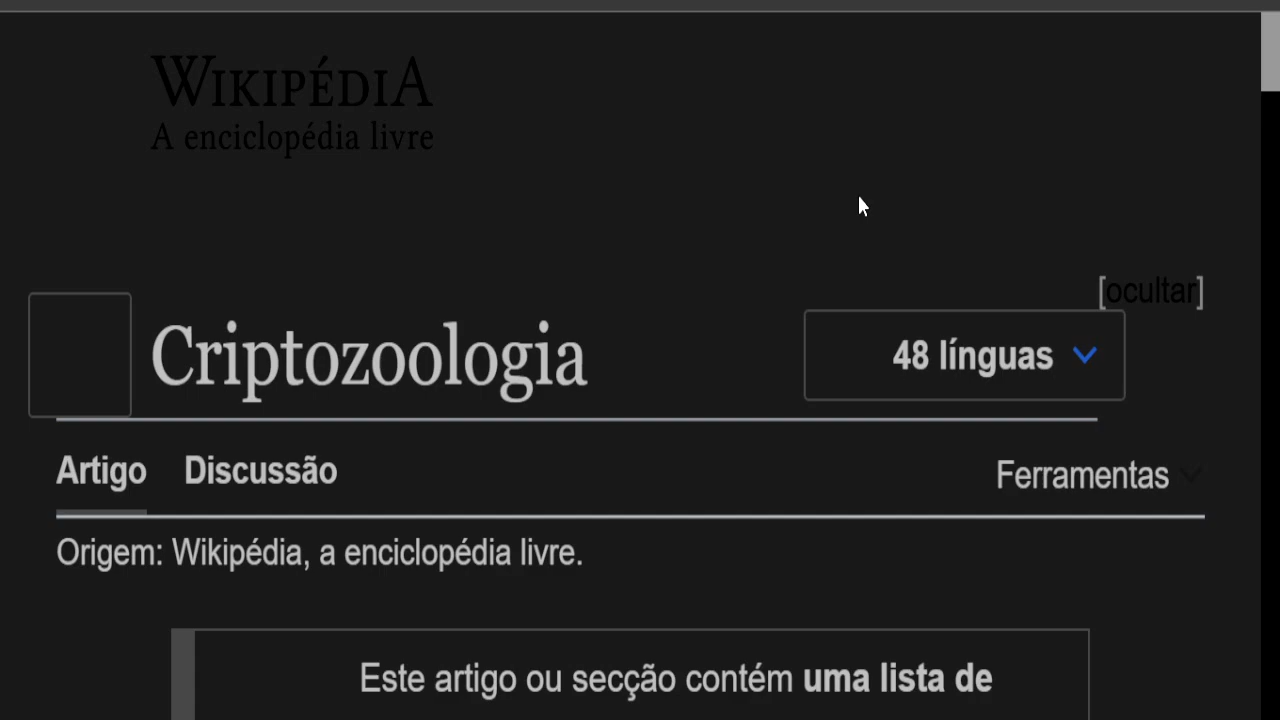 WIKIPÉDIA
A enciclopédia livre
[ocultar]
Criptozoologia
48 línguas
Artigo Discussão
Ferramentas
Origem: Wikipédia, a enciclopédia livre.
Este artigo ou secção contém uma lista de